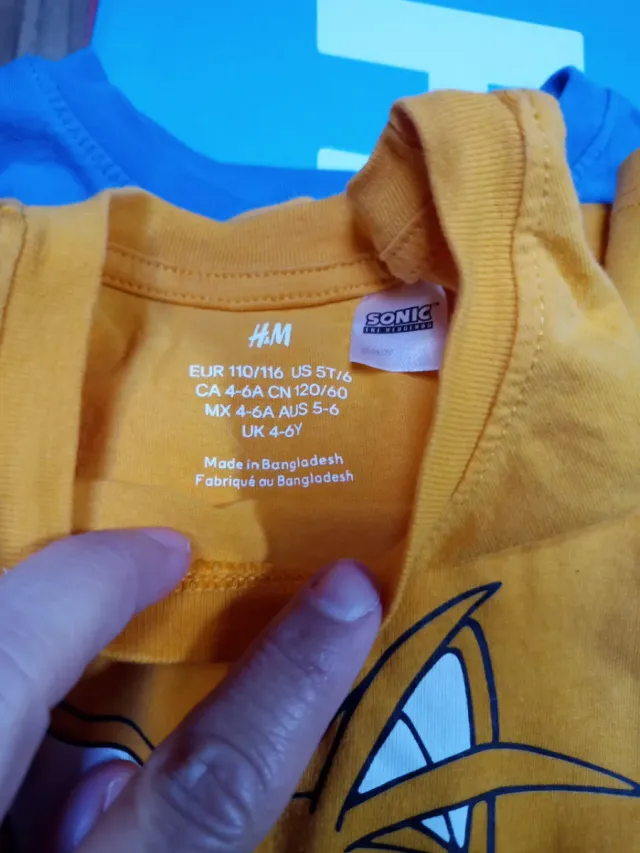 H&M
SONIC
THE HEDGEHOG
EUR 110/116 US 5T/6
CA 4-6A CN 120/60
MX 4-6A AUS 5-6
UK 4-6Y
Made in Bangladesh
Fabriqué au Bangladesh